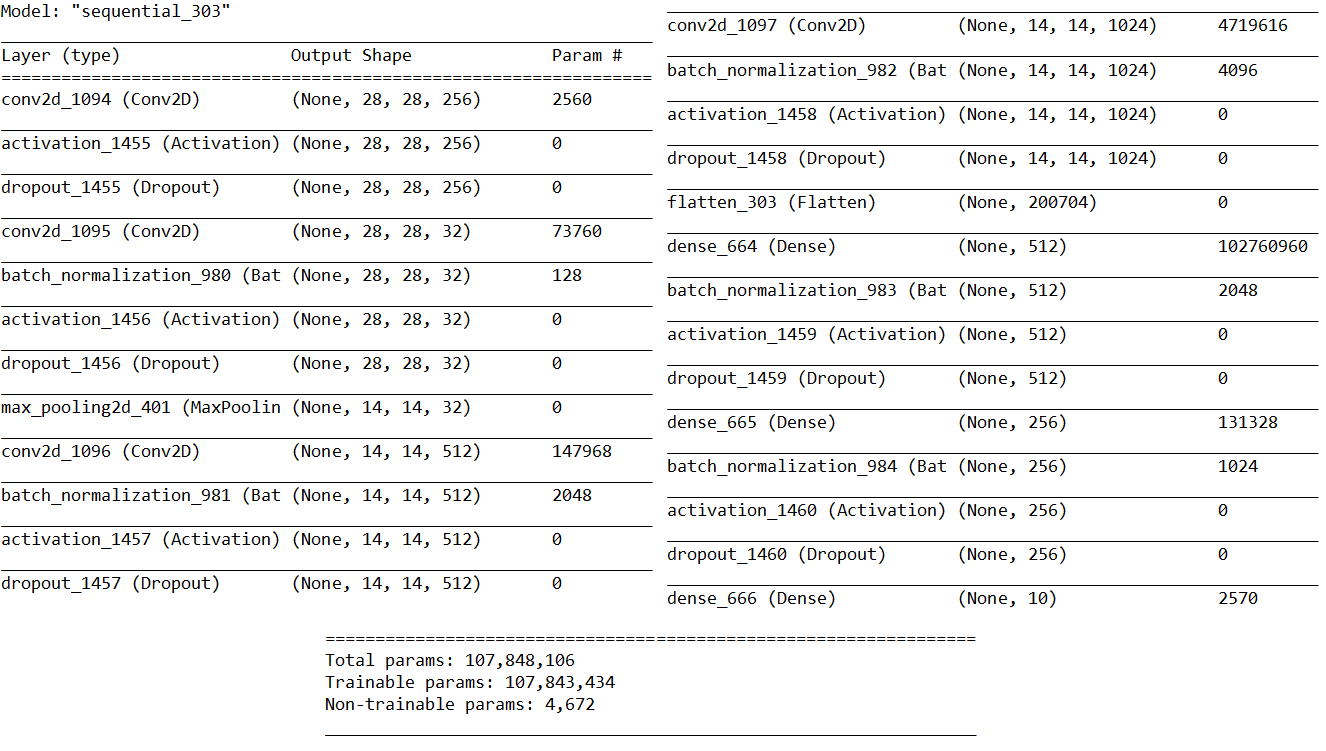 Model: "sequential_303"
Layer (type) Output Shape Param #
conv2d_1094 (Conv2D) (None, 28, 28, 256) 2560
activation_1455 (Activation) (None, 28, 28, 256) 0
dropout_1455 (Dropout) (None, 28, 28, 256) 0
conv2d_1095 (Conv2D) (None, 28, 28, 32) 73760
batch_normalization_980 (Bat (None, 28, 28, 32) 128
activation_1456 (Activation) (None, 28, 28, 32) 0
dropout_1456 (Dropout) (None, 28, 28, 32) 0
max_pooling2d_401 (MaxPoolin (None, 14, 14, 32) 0
conv2d_1096 (Conv2D) (None, 14, 14, 512) 147968
batch_normalization_981 (Bat (None, 14, 14, 512) 2048
activation_1457 (Activation) (None, 14, 14, 512) 0
dropout_1457 (Dropout) (None, 14, 14, 512) 0
conv2d_1097 (Conv2D) (None, 14, 14, 1024) 4719616
batch_normalization_982 (Bat (None, 14, 14, 1024) 4096
activation_1458 (Activation) (None, 14, 14, 1024) 0
dropout_1458 (Dropout) (None, 14, 14, 1024) 0
flatten_303 (Flatten) (None, 200704) 0
dense_664 (Dense) (None, 512) 102760960
batch_normalization_983 (Bat (None, 512) 2048
activation_1459 (Activation) (None, 512) 0
dropout_1459 (Dropout) (None, 512) 0
dense_665 (Dense) (None, 256) 131328
batch_normalization_984 (Bat (None, 256) 1024
activation_1460 (Activation) (None, 256) 0
dropout_1460 (Dropout) (None, 256) 0
dense_666 (Dense) (None, 10) 2570
Total params: 107,848,106
Trainable params: 107,843,434
Non-trainable params: 4,672